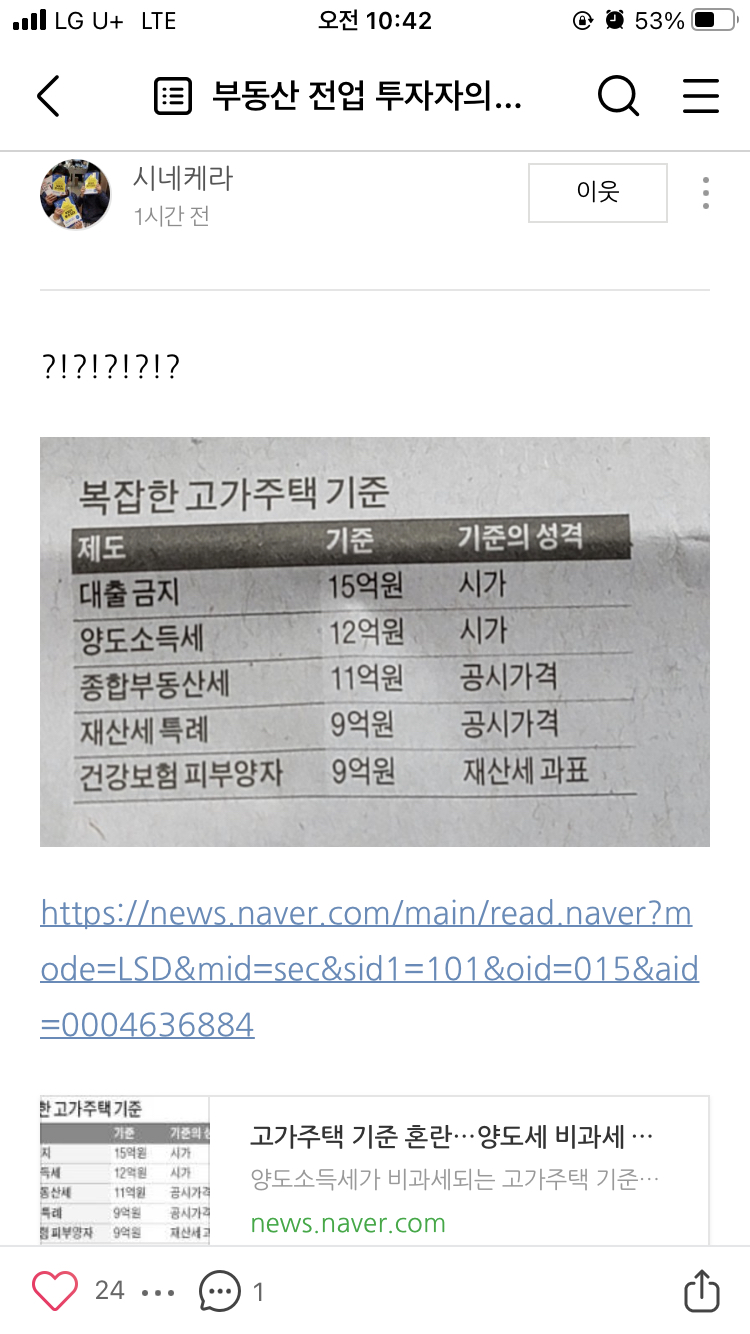 LG U+ LTE 오전 10:42 53%
부동산 전업 투자자의...
시네케라
1시간 전
이웃
?!?!?!?!?
복잡한 고가주택 기준
제도 기준 기준의 성격
대출 금지 15억원 시가
양도소득세 12억원 시가
종합부동산세 11억원 공시가격
재산세 특례 9억원 공시가격
건강보험 피부양자 9억원 재산세 과표
https://news.naver.com/main/read.naver?m
ode=LSD&mid=sec&sid1=101&oid=015&aid
=0004636884
한 고가주택 기준
기준 기준의 성
지 15억원 시가
득세 12억원 시가
동산세 11억원 공시가격
특례 9억원 공시가격
험 피부양자 9억원 재산세 과
고가주택 기준 혼란…양도세 비과세 …
양도소득세가 비과세되는 고가주택 기준…
news.naver.com
24 1